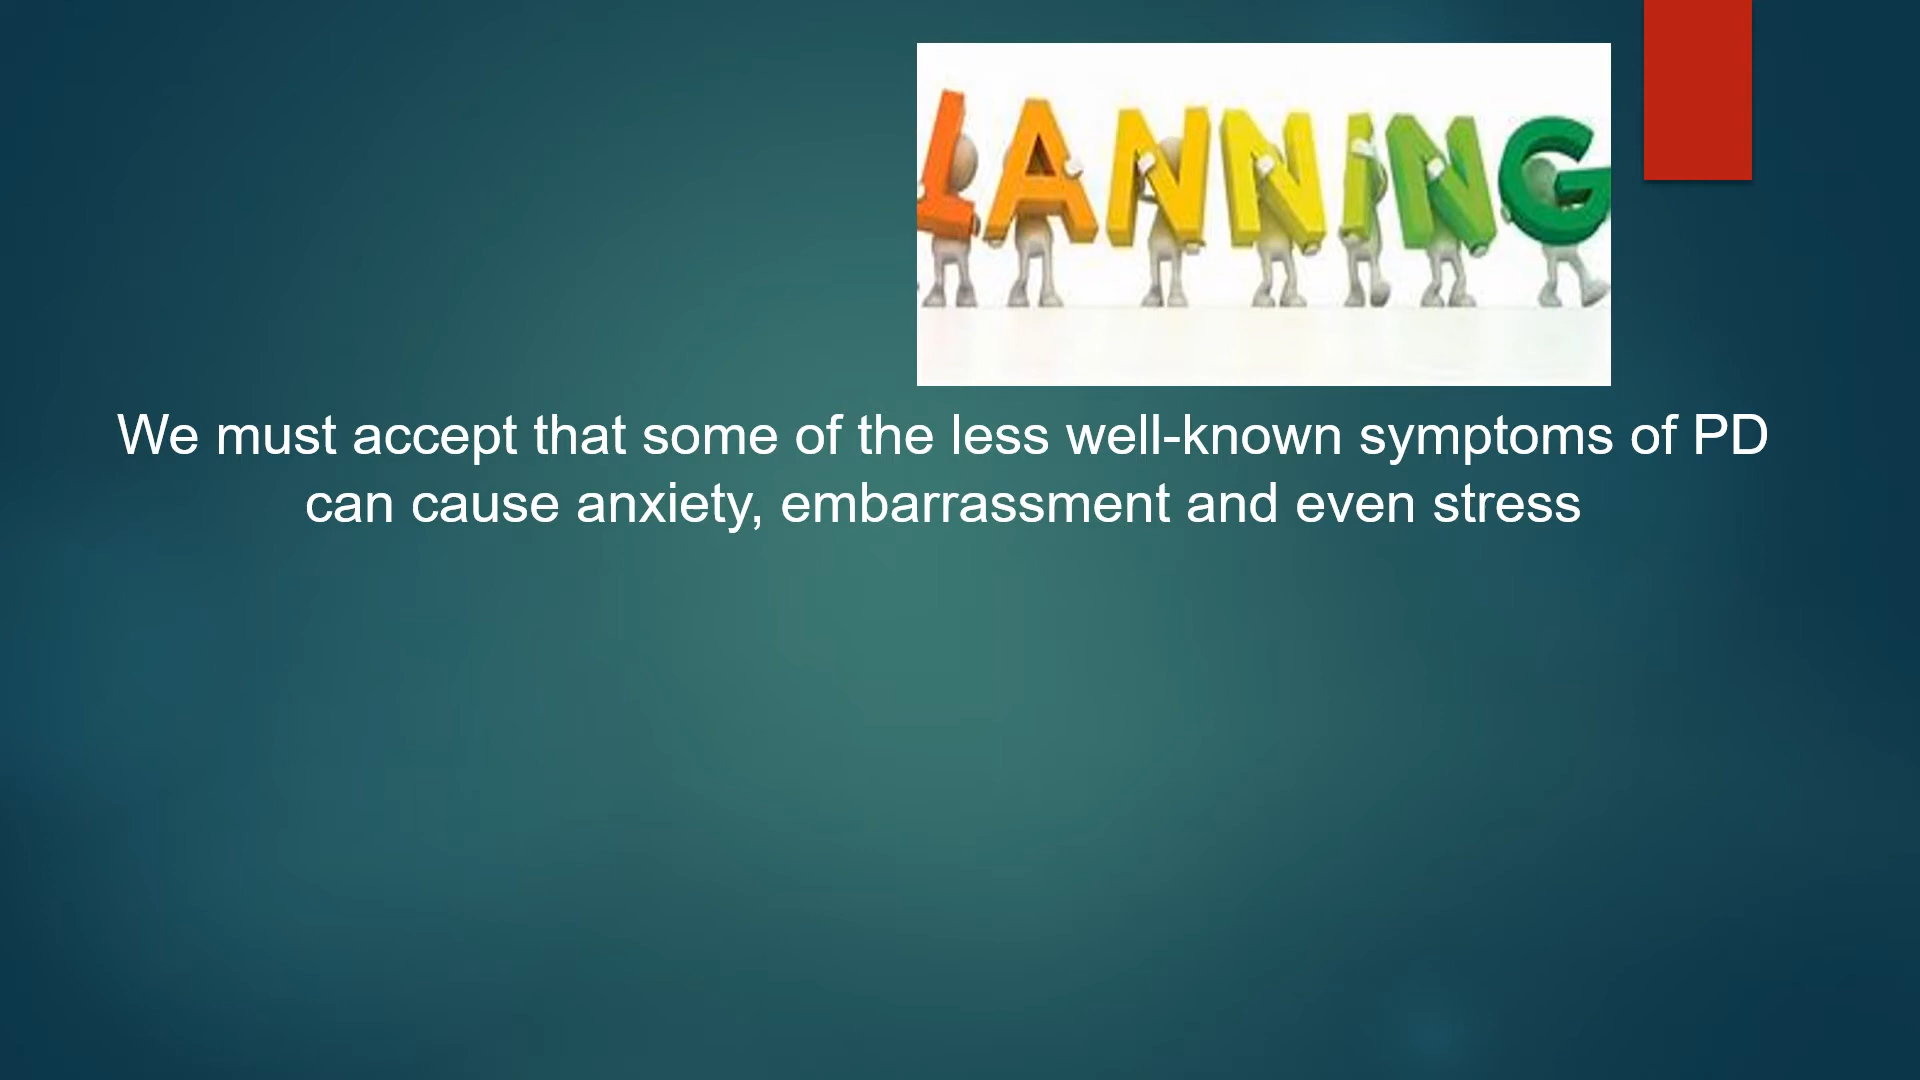 LANNING
We must accept that some of the less well-known symptoms of PD
can cause anxiety, embarrassment and even stress